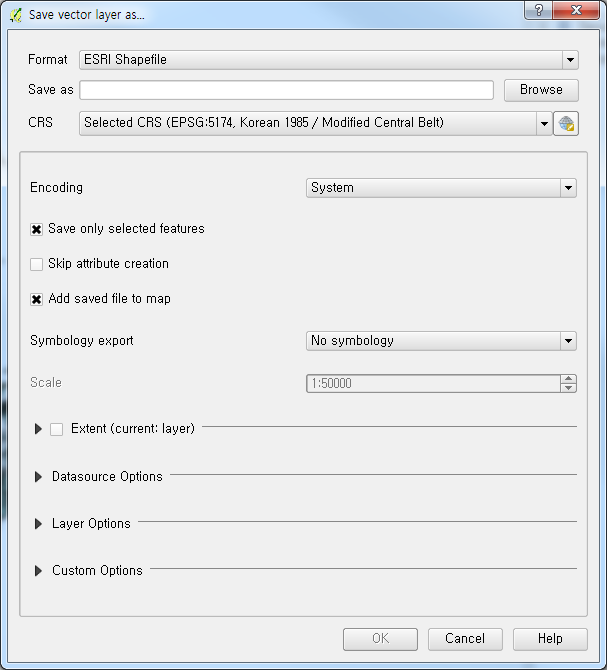 Save vector layer as...
Format ESRI Shapefile
Save as Browse
CRS Selected CRS (EPSG:5174, Korean 1985 / Modified Central Belt)
Encoding System
Save only selected features
Skip attribute creation
Add saved file to map
Symbology export No symbology
Scale 1:50000
Extent (current: layer)
Datasource Options
Layer Options
Custom Options
OK Cancel Help